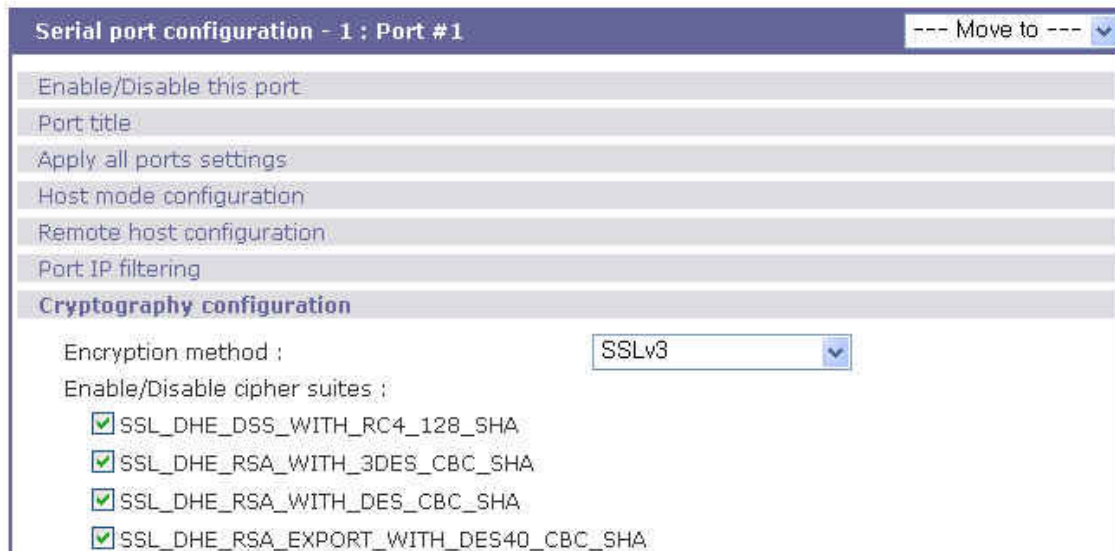 Serial port configuration - 1 : Port #1 --- Move to ---
Enable/Disable this port
Port title
Apply all ports settings
Host mode configuration
Remote host configuration
Port IP filtering
Cryptography configuration
Encryption method : SSLv3
Enable/Disable cipher suites :
SSL_DHE_DSS_WITH_RC4_128_SHA
SSL_DHE_RSA_WITH_3DES_CBC_SHA
SSL_DHE_RSA_WITH_DES_CBC_SHA
SSL_DHE_RSA_EXPORT_WITH_DES40_CBC_SHA